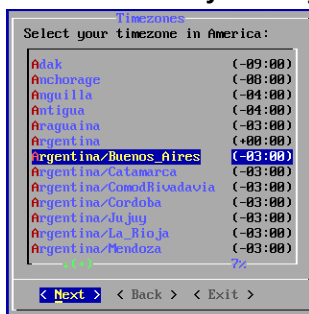 Timezones
Select your timezone in America:
Adak (-09:00)
Anchorage (-08:00)
Anguilla (-04:00)
Antigua (-04:00)
Araguaina (-03:00)
Argentina (+00:00)
Argentina/Buenos_Aires (-03:00)
Argentina/Catamarca (-03:00)
Argentina/ComodRivadavia (-03:00)
Argentina/Cordoba (-03:00)
Argentina/Jujuy (-03:00)
Argentina/La_Rioja (-03:00)
Argentina/Mendoza (-03:00)
(+) 7%
< Next > < Back > < Exit >